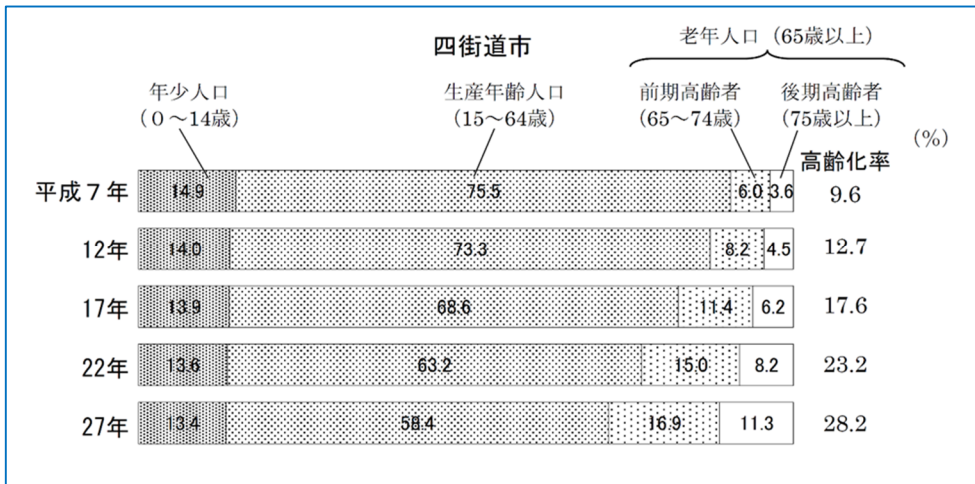 四街道市
老年人口（65歳以上）
年少人口
（０～14歳）
生産年齢人口
（15～64歳）
前期高齢者
（65～74歳）
後期高齢者
（75歳以上）
（%）
高齢化率
平成７年 14.9 75.5 6.0 3.6 9.6
12年 14.0 73.3 8.2 4.5 12.7
17年 13.9 68.6 11.4 6.2 17.6
22年 13.6 63.2 15.0 8.2 23.2
27年 13.4 58.4 16.9 11.3 28.2